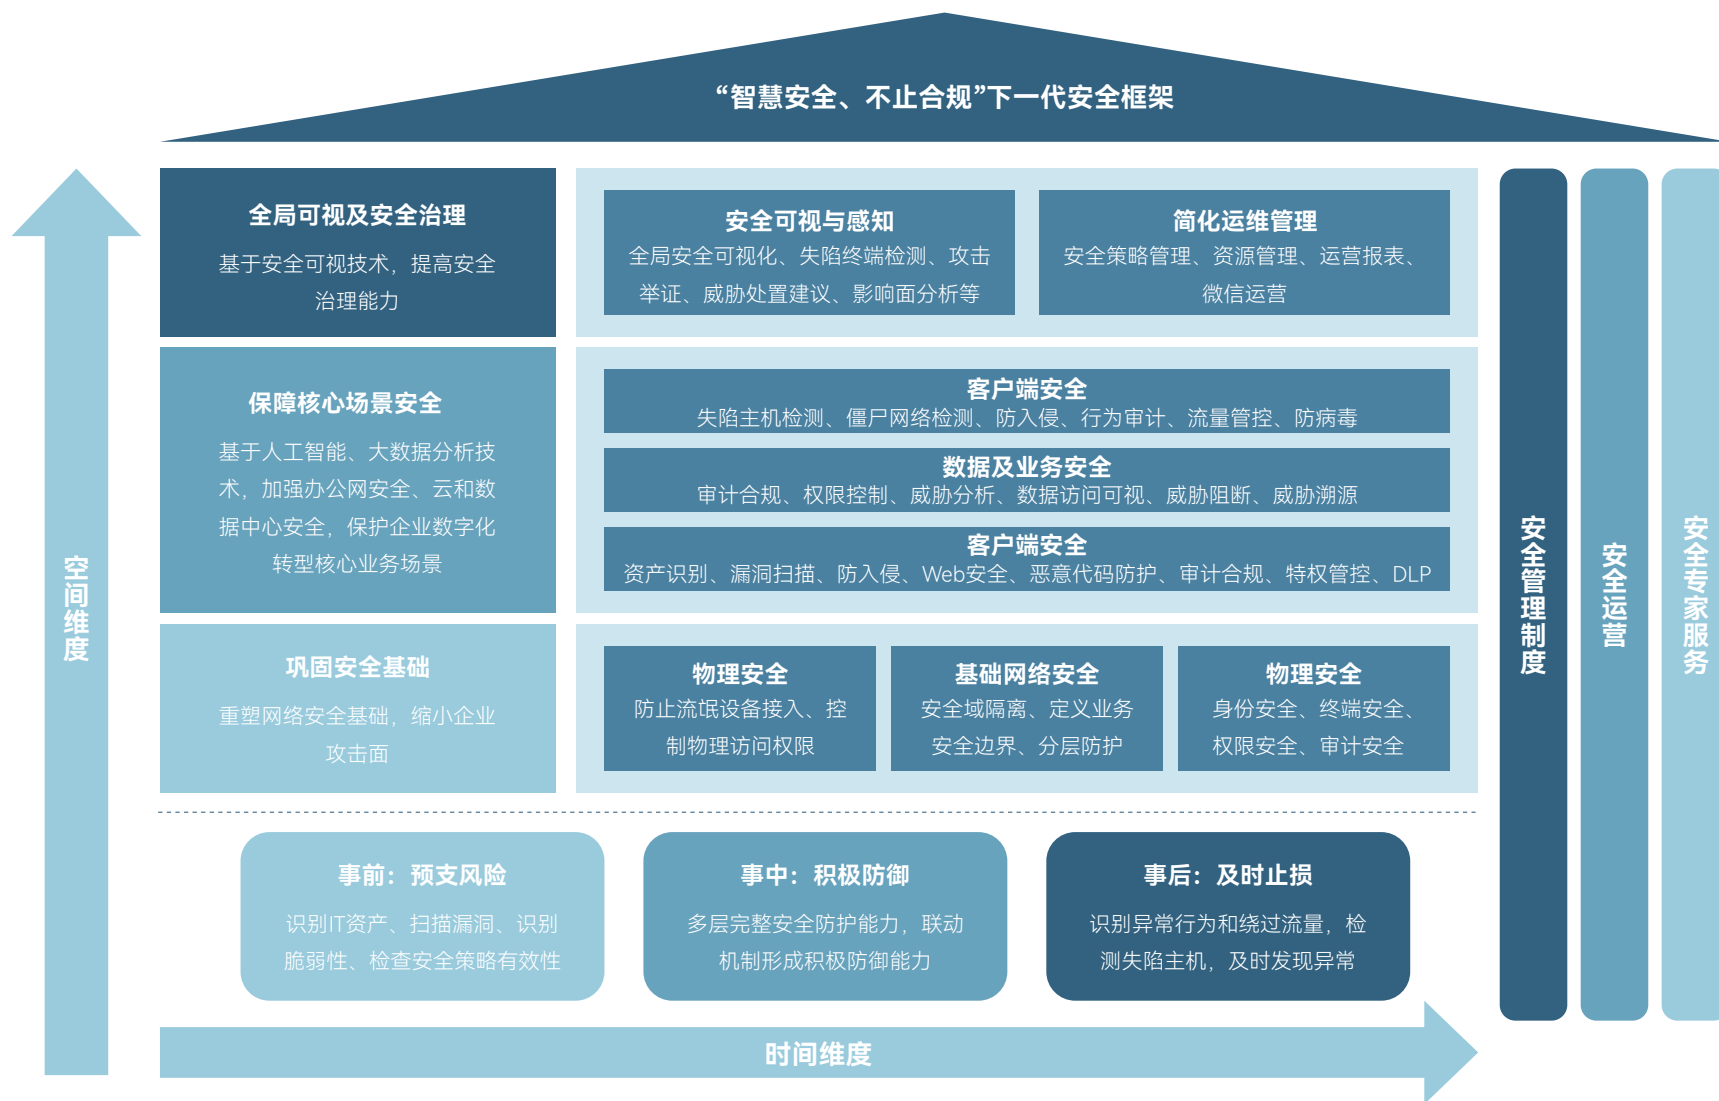 “智慧安全、不止合规”下一代安全框架
空间维度
全局可视及安全治理
基于安全可视技术，提高安全
治理能力
安全可视与感知
全局安全可视化、失陷终端检测、攻击
举证、威胁处置建议、影响面分析等
简化运维管理
安全策略管理、资源管理、运营报表、
微信运营
保障核心场景安全
基于人工智能、大数据分析技
术，加强办公网安全、云和数
据中心安全，保护企业数字化
转型核心业务场景
客户端安全
失陷主机检测、僵尸网络检测、防入侵、行为审计、流量管控、防病毒
数据及业务安全
审计合规、权限控制、威胁分析、数据访问可视、威胁阻断、威胁溯源
客户端安全
资产识别、漏洞扫描、防入侵、Web安全、恶意代码防护、审计合规、特权管控、DLP
巩固安全基础
重塑网络安全基础，缩小企业
攻击面
物理安全
防止流氓设备接入、控
制物理访问权限
基础网络安全
安全域隔离、定义业务
安全边界、分层防护
物理安全
身份安全、终端安全、
权限安全、审计安全
安全管理制度
安全运营
安全专家服务
事前：预支风险
识别IT资产、扫描漏洞、识别
脆弱性、检查安全策略有效性
事中：积极防御
多层完整安全防护能力，联动
机制形成积极防御能力
事后：及时止损
识别异常行为和绕过流量，检
测失陷主机，及时发现异常
时间维度